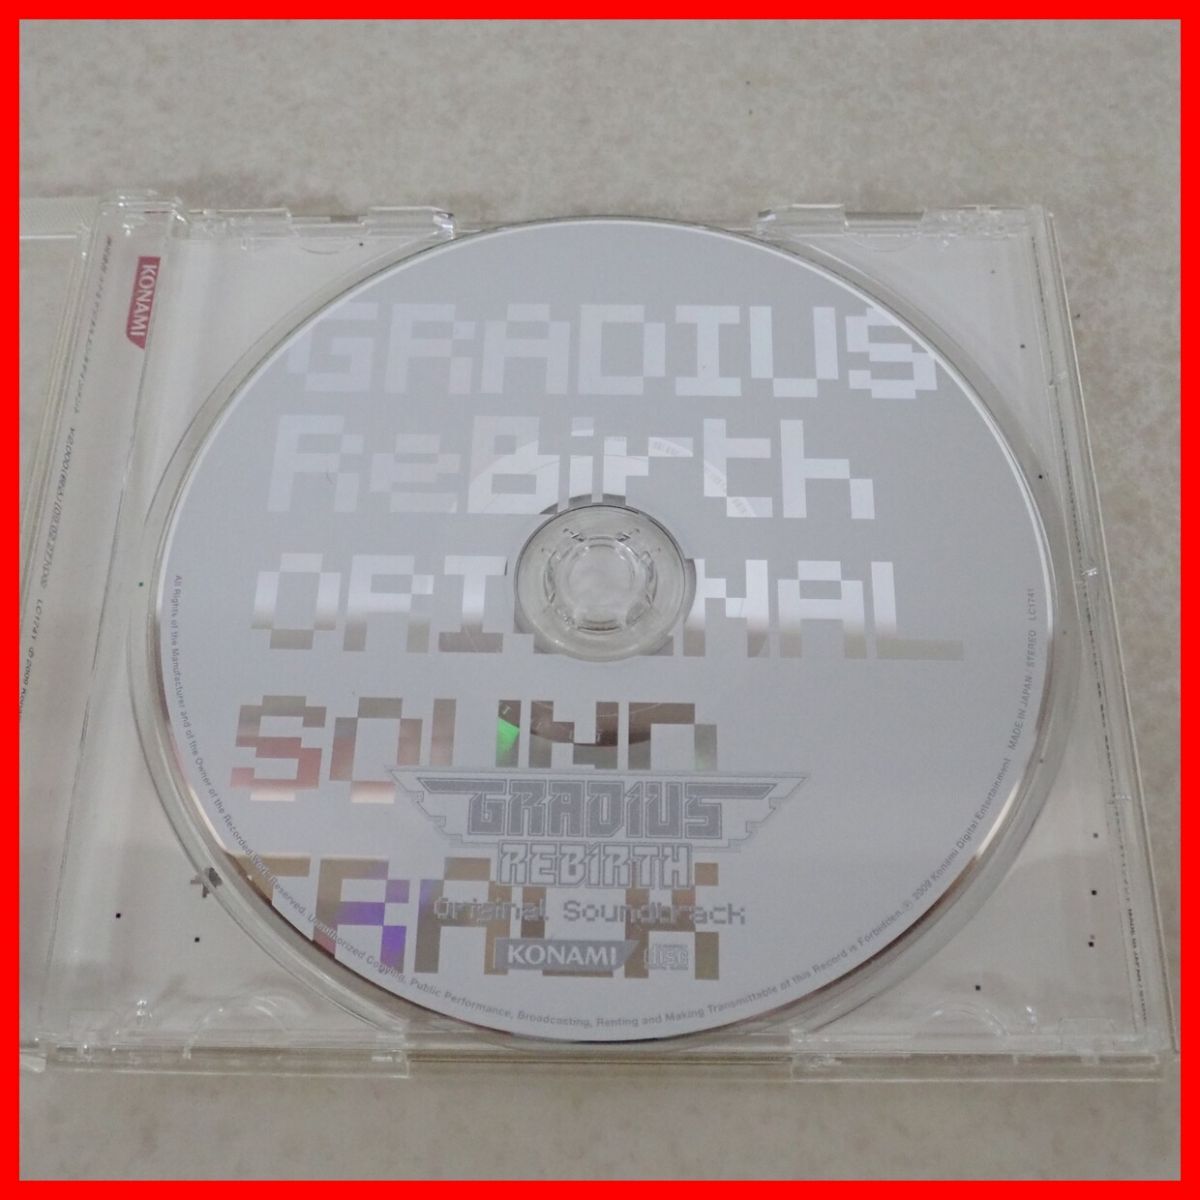 GRADIUS
ReBirth
ORIGINAL
SOUND
TRACK
GRADIUS
REBIRTH
Original Soundtrack
KONAMI
disc
All Rights of the Manufacturer and of the Owner of the Recorded Work Reserved. Unauthorized Copying, Public Performance, Broadcasting, Renting and Making Transmittable of this Record is Forbidden. ℗ 2009 Konami Digital Entertainment MADE IN JAPAN / STEREO LC1741
KONAMI